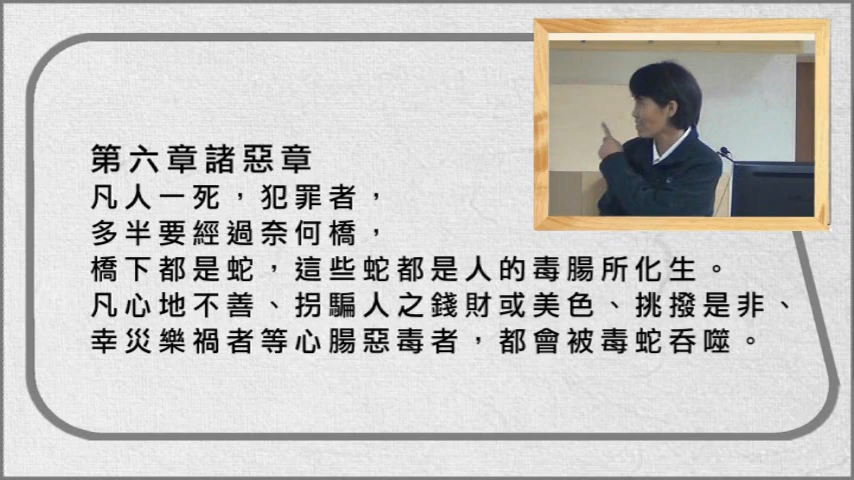 第六章諸惡章
凡人一死，犯罪者，
多半要經過奈何橋，
橋下都是蛇，這些蛇都是人的毒腸所化生。
凡心地不善、拐騙人之錢財或美色、挑撥是非、
幸災樂禍者等心腸惡毒者，都會被毒蛇吞噬。